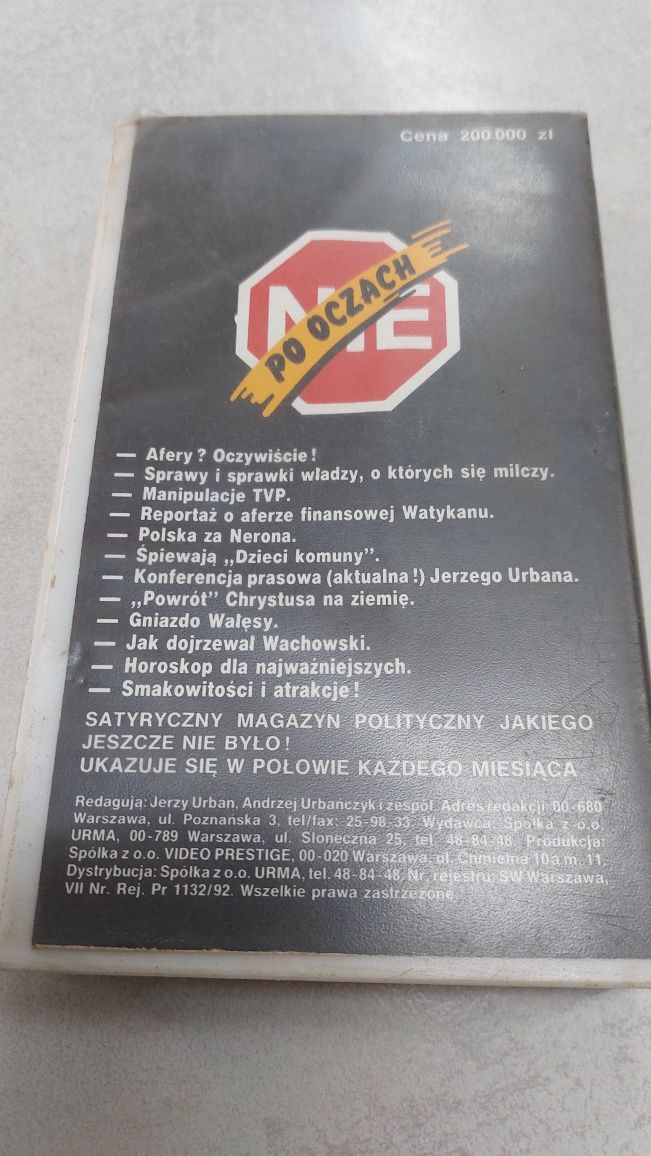 Cena 200 000 zł
NIE
PO OCZACH
— Afery? Oczywiście!
— Sprawy i sprawki władzy, o których się milczy.
— Manipulacje TVP.
— Reportaż o aferze finansowej Watykanu.
— Polska za Nerona.
— Śpiewają „Dzieci komuny”.
— Konferencja prasowa (aktualna!) Jerzego Urbana.
— „Powrót” Chrystusa na ziemię.
— Gniazdo Wałęsy.
— Jak dojrzewał Wachowski.
— Horoskop dla najważniejszych.
— Smakowitości i atrakcje!
SATYRYCZNY MAGAZYN POLITYCZNY JAKIEGO
JESZCZE NIE BYŁO!
UKAZUJE SIĘ W POŁOWIE KAŻDEGO MIESIĄCA
Redagują: Jerzy Urban, Andrzej Urbańczyk i zespół. Adres redakcji: 00-680
Warszawa, ul. Poznańska 3, tel/fax: 25-98-33. Wydawca: Spółka z o.o.
URMA, 00-789 Warszawa, ul. Słoneczna 25, tel. 48-84-48. Produkcja:
Spółka z o.o. VIDEO PRESTIGE, 00-020 Warszawa, ul. Chmielna 10a m. 11.
Dystrybucja: Spółka z o.o. URMA, tel. 48-84-48, Nr. rejestru: SW Warszawa,
VII Nr. Rej. Pr 1132/92. Wszelkie prawa zastrzeżone.